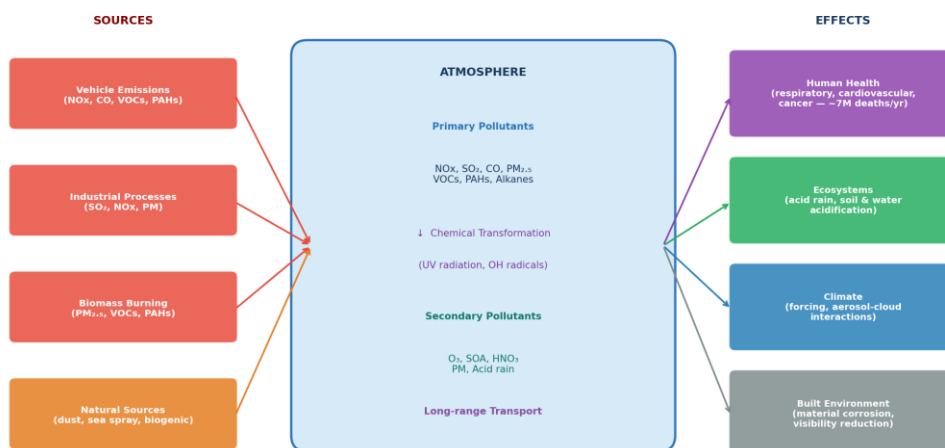 SOURCES
Vehicle Emissions
(NOx, CO, VOCs, PAHs)
Industrial Processes
(SO₂, NOx, PM)
Biomass Burning
(PM₂.₅, VOCs, PAHs)
Natural Sources
(dust, sea spray, biogenic)
ATMOSPHERE
Primary Pollutants
NOx, SO₂, CO, PM₂.₅
VOCs, PAHs, Alkanes
↓ Chemical Transformation
(UV radiation, OH radicals)
Secondary Pollutants
O₃, SOA, HNO₃
PM, Acid rain
Long-range Transport
EFFECTS
Human Health
(respiratory, cardiovascular,
cancer — ~7M deaths/yr)
Ecosystems
(acid rain, soil & water
acidification)
Climate
(forcing, aerosol-cloud
interactions)
Built Environment
(material corrosion,
visibility reduction)